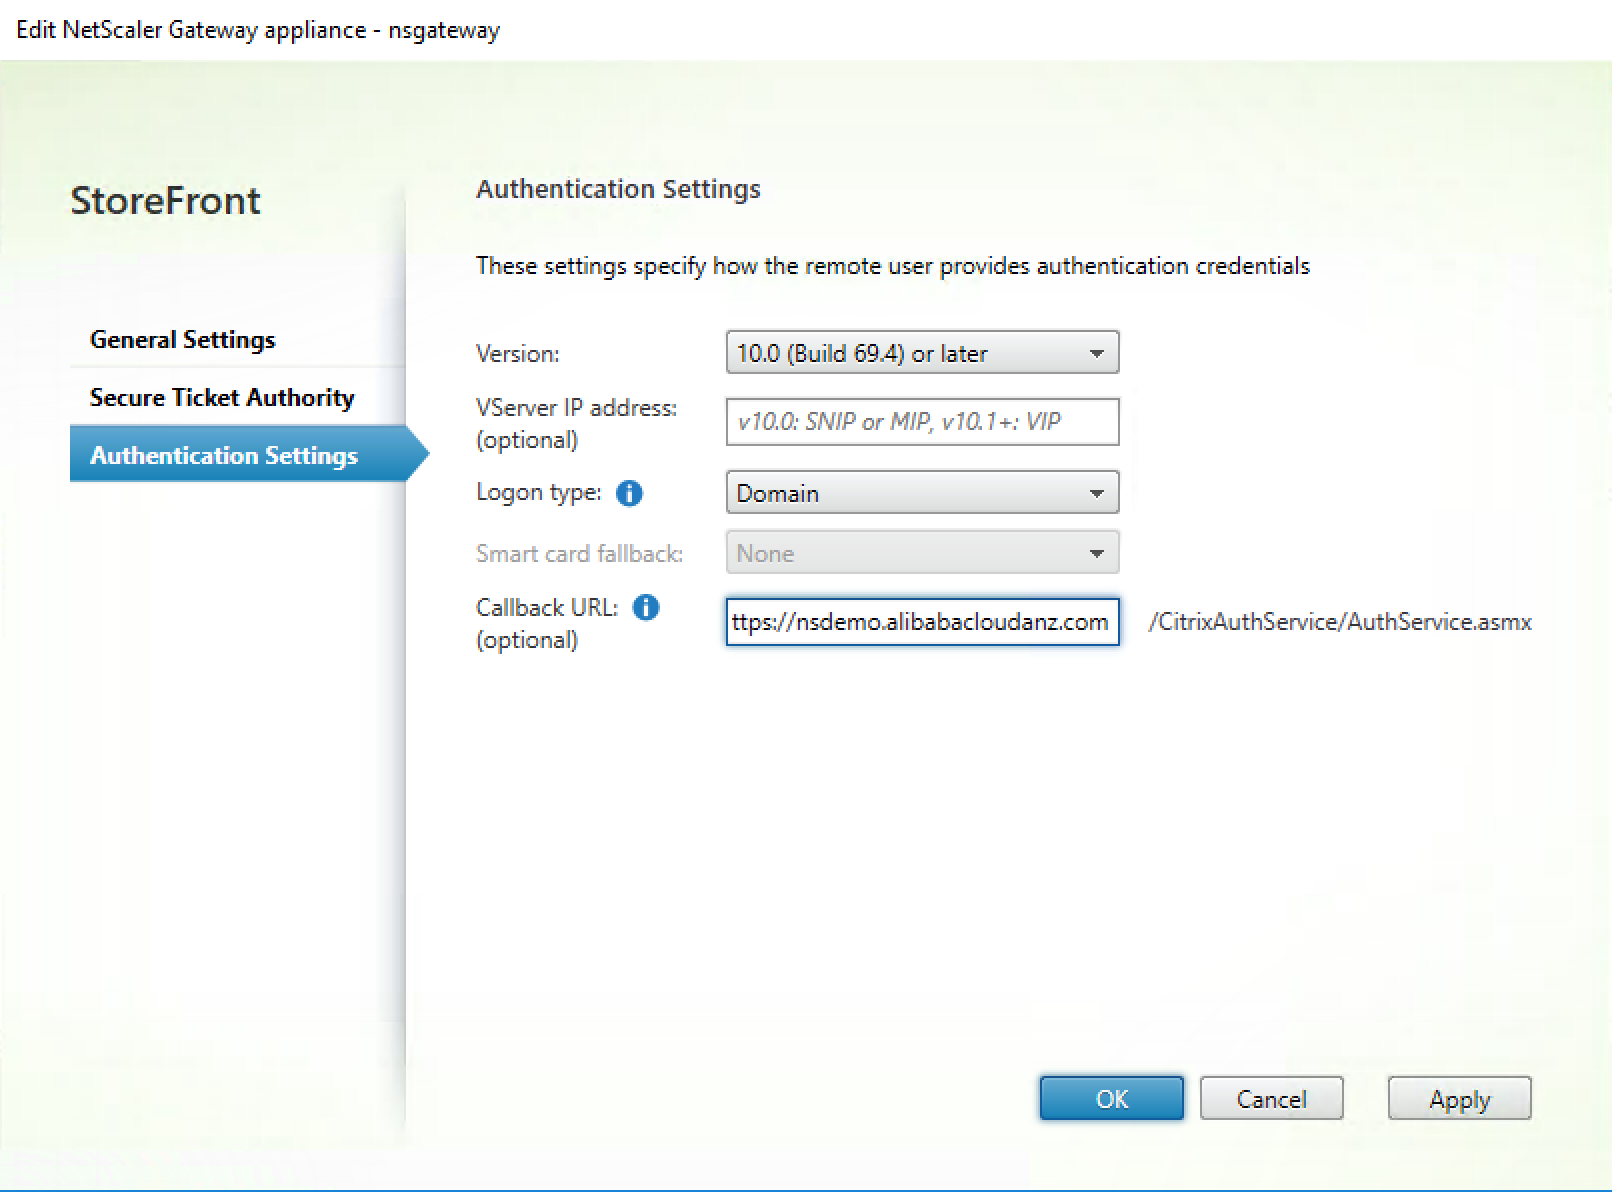 Edit NetScaler Gateway appliance - nsgateway
StoreFront
General Settings
Secure Ticket Authority
Authentication Settings
Authentication Settings
These settings specify how the remote user provides authentication credentials
Version:
10.0 (Build 69.4) or later
VServer IP address:
(optional)
v10.0: SNIP or MIP, v10.1+: VIP
Logon type:
Domain
Smart card fallback:
None
Callback URL:
(optional)
ttps://nsdemo.alibabacloudanz.com /CitrixAuthService/AuthService.asmx
OK Cancel Apply